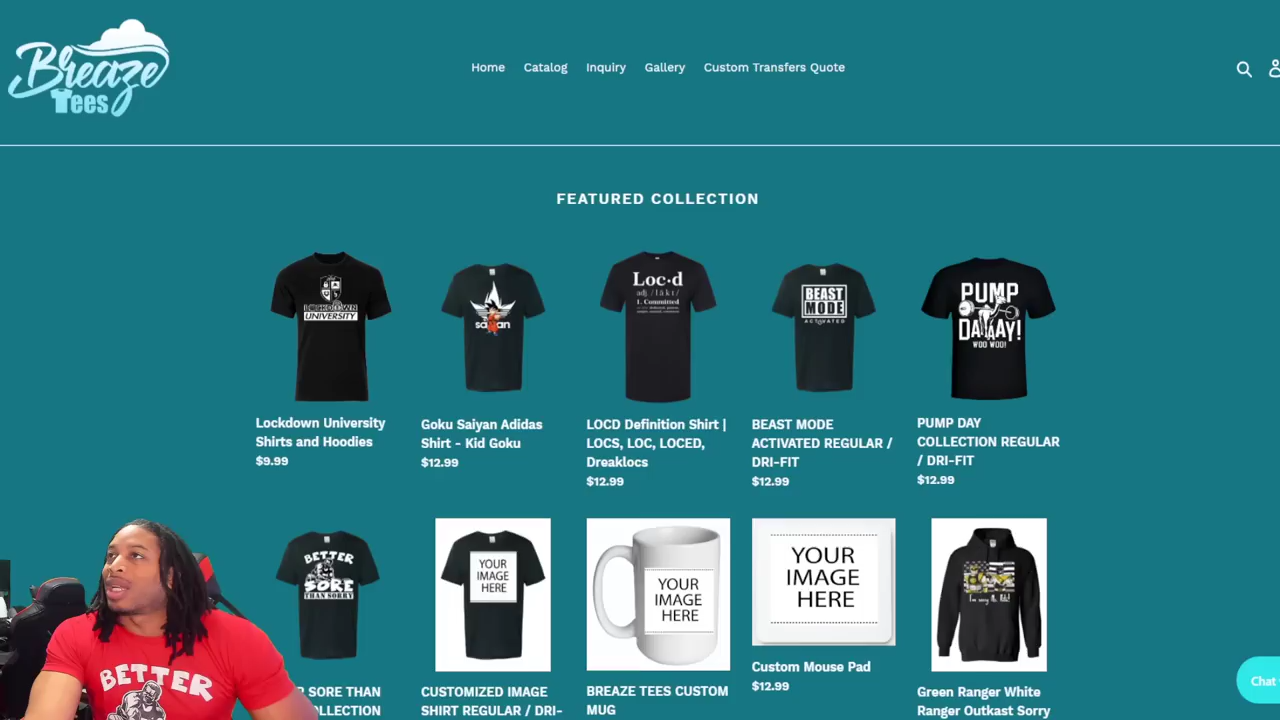 Breaze
Tees
Home
Catalog
Inquiry
Gallery
Custom Transfers Quote
FEATURED COLLECTION
LOCKDOWN
UNIVERSITY
Lockdown University
Shirts and Hoodies
$9.99
Goku Saiyan Adidas
Shirt - Kid Goku
$12.99
Loc·d
1. Committed
LOCD Definition Shirt |
LOCS, LOC, LOCED,
Dreaklocs
$12.99
BEAST
MODE
ACTIVATED
BEAST MODE
ACTIVATED REGULAR /
DRI-FIT
$12.99
PUMP
DAAAY!
WOO WOO!
PUMP DAY
COLLECTION REGULAR
/ DRI-FIT
$12.99
BETTER
SORE
THAN SORRY
SORE THAN
YOUR
IMAGE
HERE
CUSTOMIZED IMAGE
SHIRT REGULAR / DRI-
YOUR
IMAGE
HERE
BREAZE TEES CUSTOM
MUG
YOUR
IMAGE
HERE
Custom Mouse Pad
$12.99
Green Ranger White
Ranger Outkast Sorry
Chat
BETTER